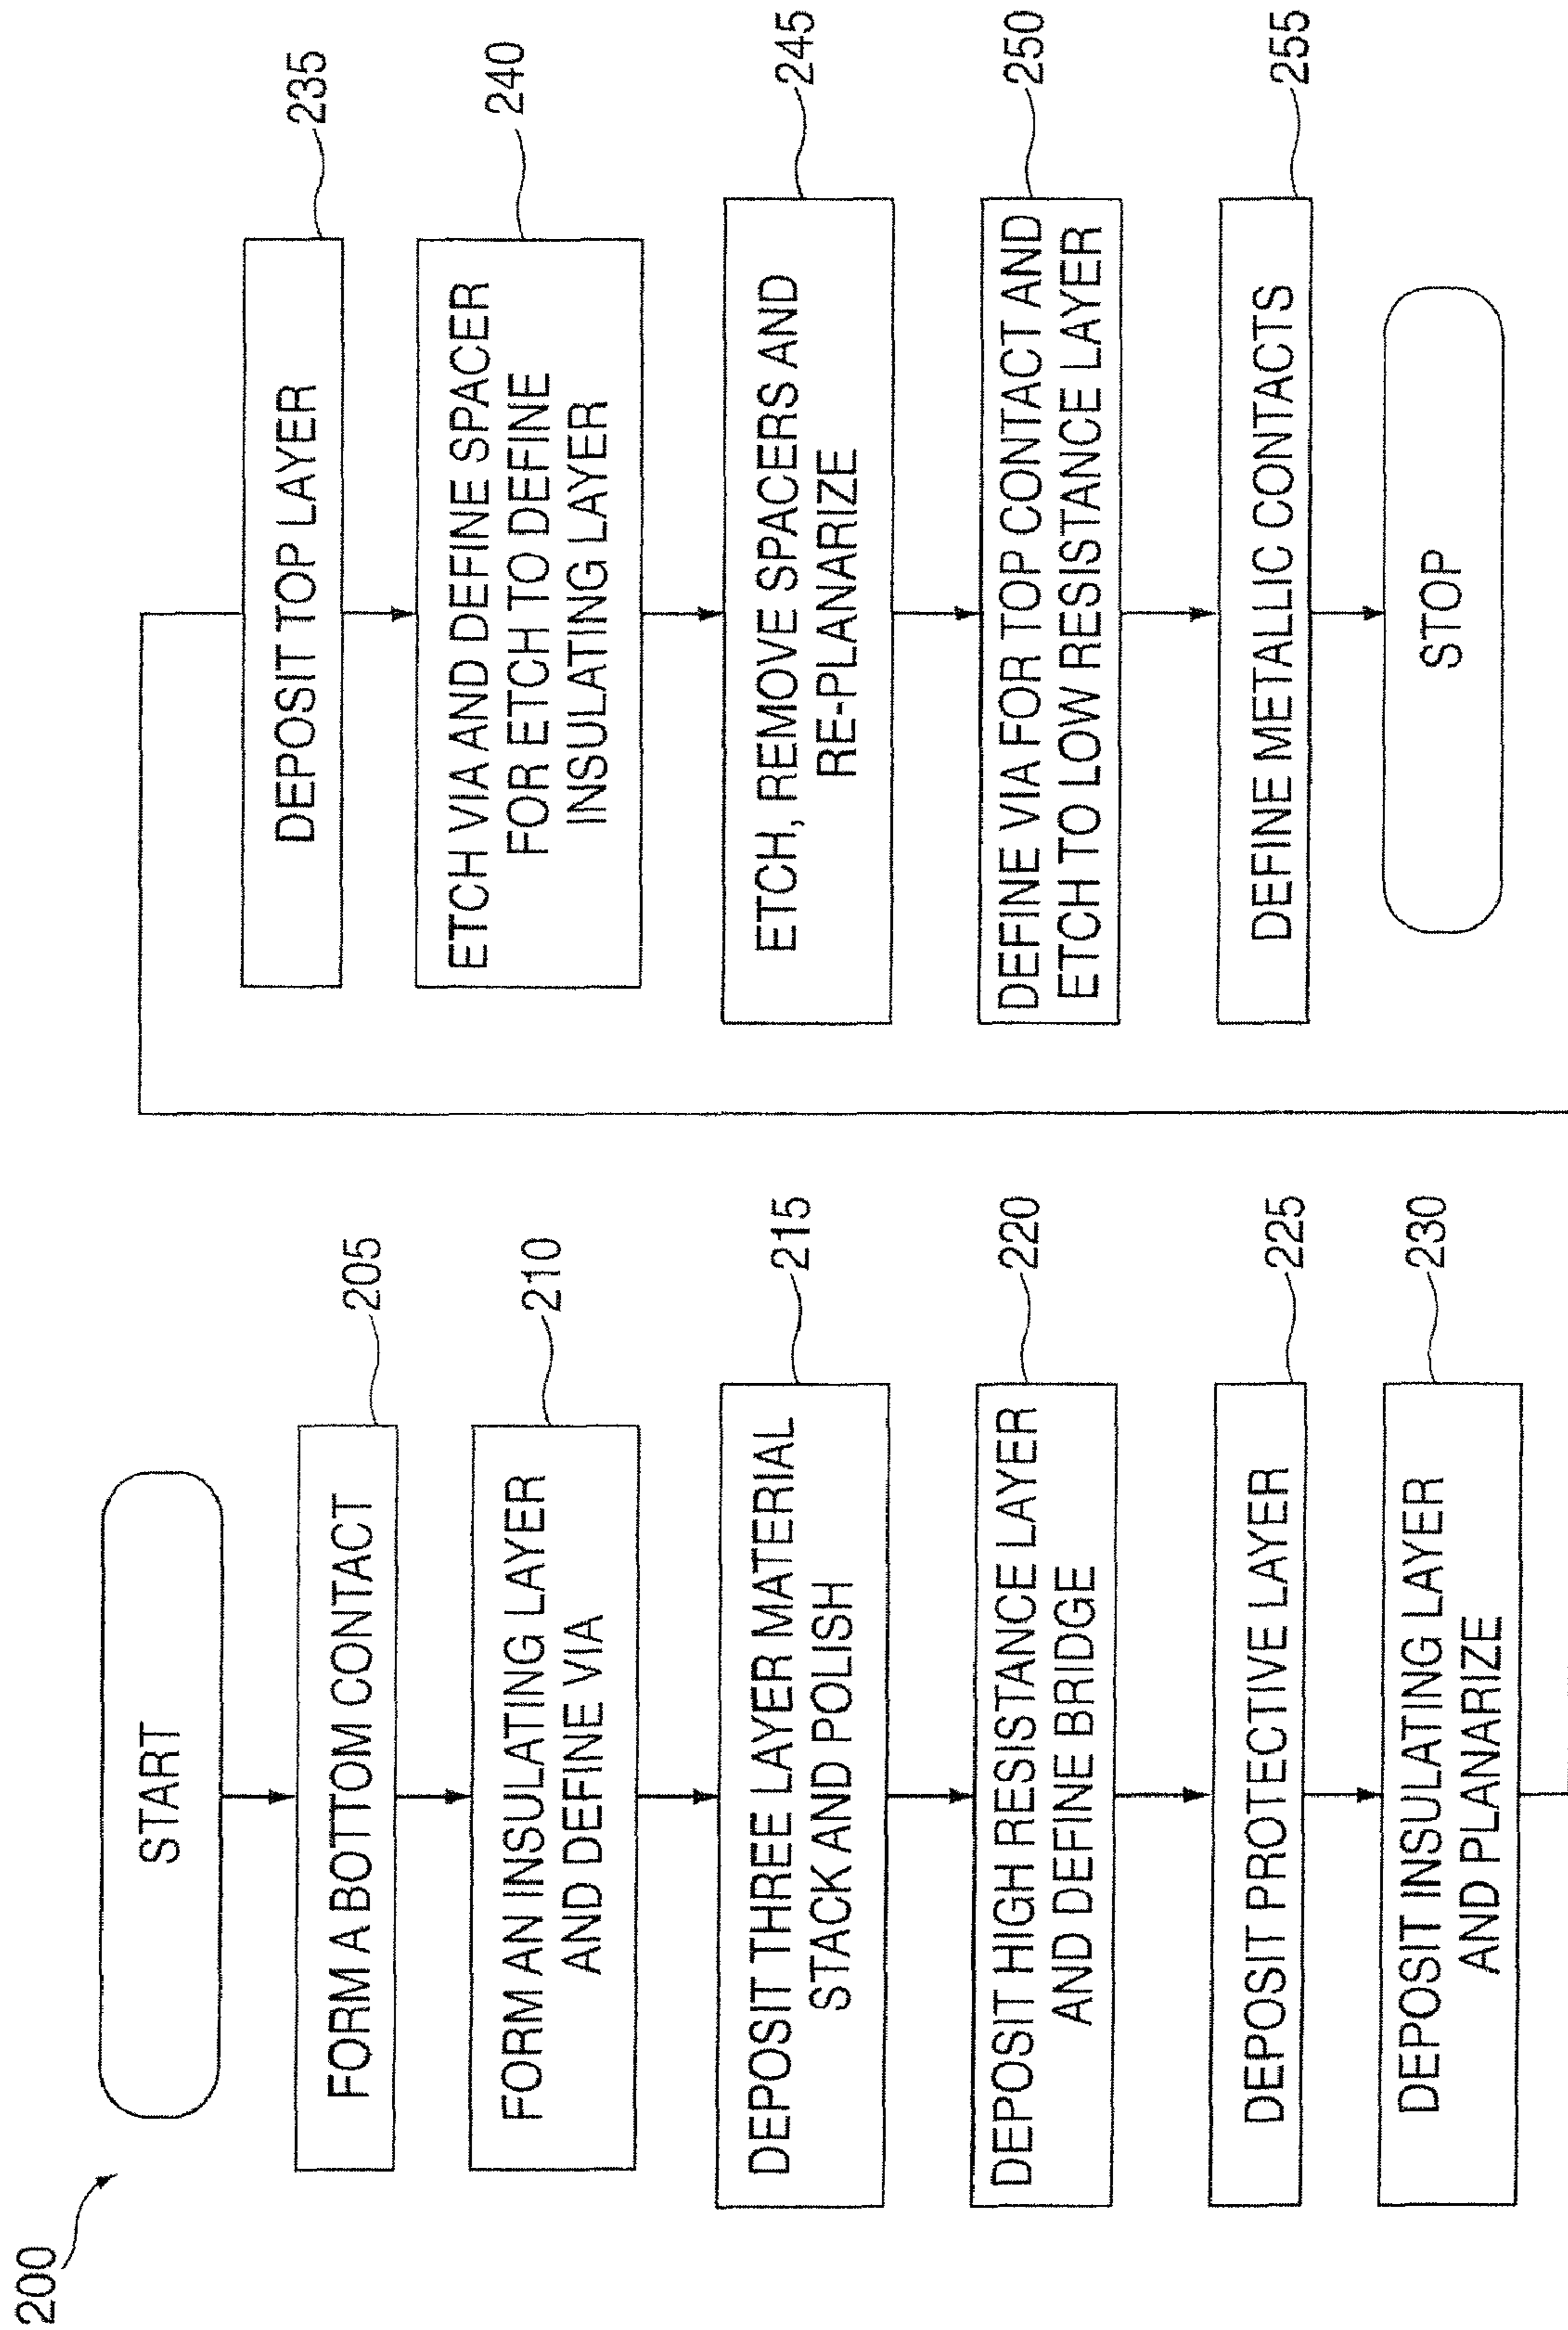 200
START
FORM A BOTTOM CONTACT
205
FORM AN INSULATING LAYER
AND DEFINE VIA
210
DEPOSIT THREE LAYER MATERIAL
STACK AND POLISH
215
DEPOSIT HIGH RESISTANCE LAYER
AND DEFINE BRIDGE
220
DEPOSIT PROTECTIVE LAYER
225
DEPOSIT INSULATING LAYER
AND PLANARIZE
230
DEPOSIT TOP LAYER
235
ETCH VIA AND DEFINE SPACER
FOR ETCH TO DEFINE
INSULATING LAYER
240
ETCH, REMOVE SPACERS AND
RE-PLANARIZE
245
DEFINE VIA FOR TOP CONTACT AND
ETCH TO LOW RESISTANCE LAYER
250
DEFINE METALLIC CONTACTS
255
STOP